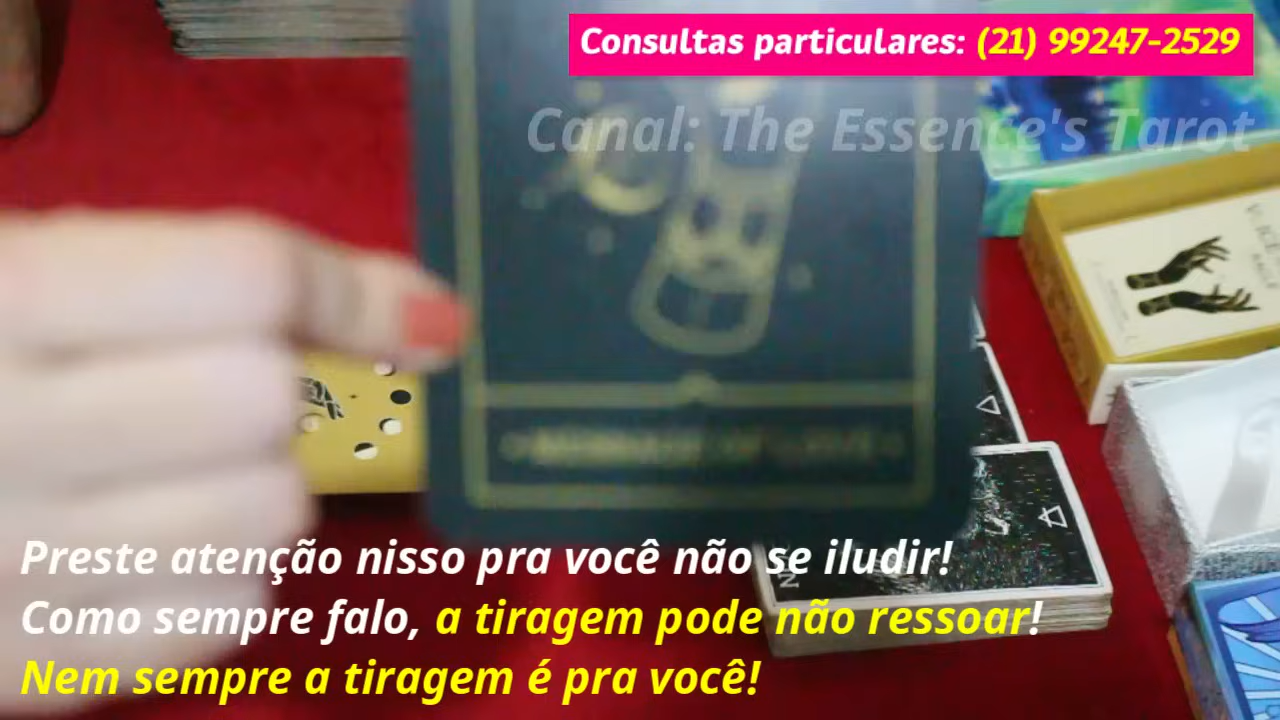 Consultas particulares: (21) 99247-2529
Canal: The Essence's Tarot
Preste atenção nisso pra você não se iludir!
Como sempre falo, a tiragem pode não ressoar!
Nem sempre a tiragem é pra você!